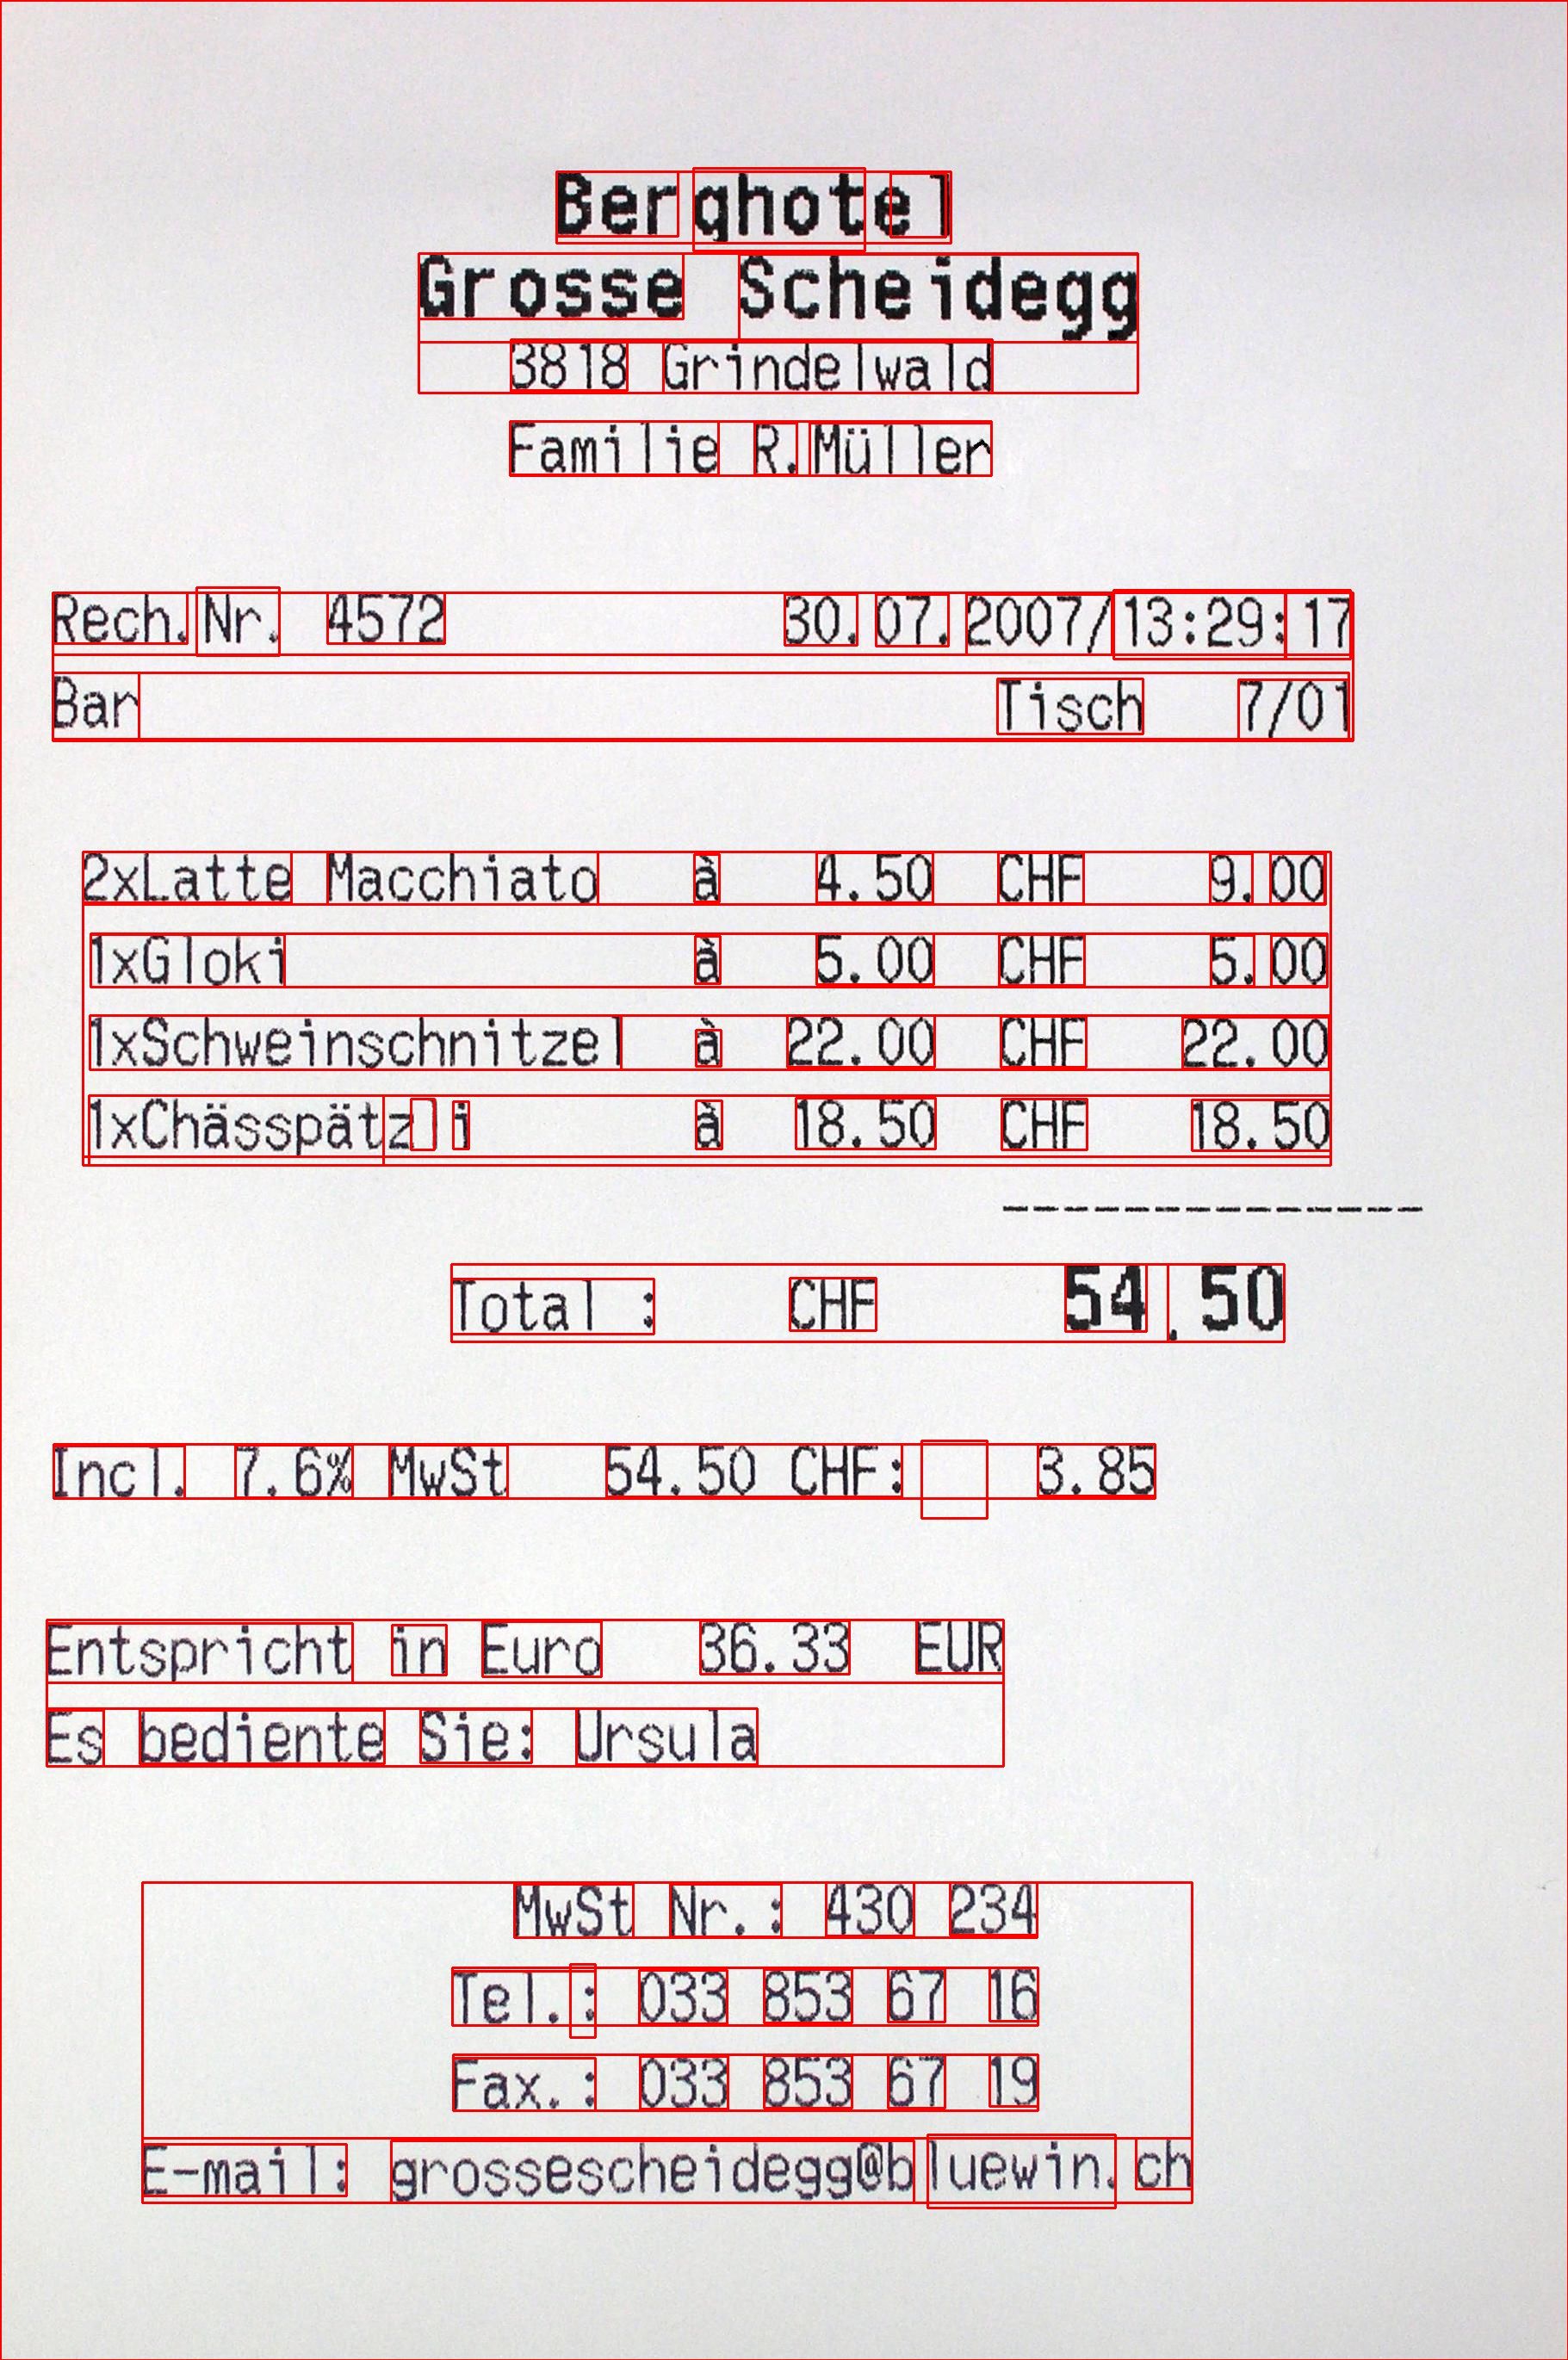 Berghotel
Grosse Scheidegg
3818 Grindelwald
Familie R.Müller
Rech.Nr. 4572 30.07.2007/13:29:17
Bar Tisch 7/01
2xLatte Macchiato à 4.50 CHF 9.00
1xGloki à 5.00 CHF 5.00
1xSchweinschnitzel à 22.00 CHF 22.00
1xChässpätzli à 18.50 CHF 18.50
--------------
Total : CHF 54.50
Incl. 7.6% MwSt 54.50 CHF: 3.85
Entspricht in Euro 36.33 EUR
Es bediente Sie: Ursula
MwSt Nr.: 430 234
Tel.: 033 853 67 16
Fax.: 033 853 67 19
E-mail: grossescheidegg@bluewin.ch